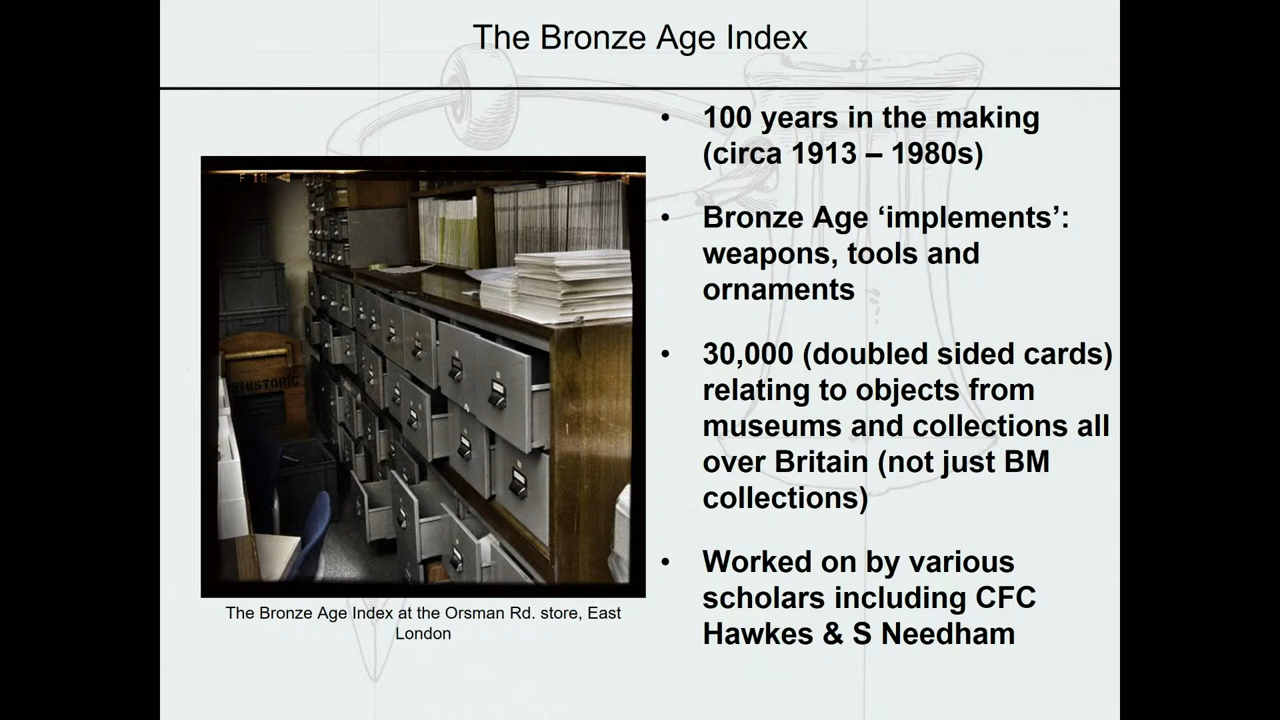 The Bronze Age Index
• 100 years in the making
(circa 1913 – 1980s)
• Bronze Age ‘implements’:
weapons, tools and
ornaments
• 30,000 (doubled sided cards)
relating to objects from
museums and collections all
over Britain (not just BM
collections)
• Worked on by various
scholars including CFC
Hawkes & S Needham
HISTORIC
The Bronze Age Index at the Orsman Rd. store, East
London